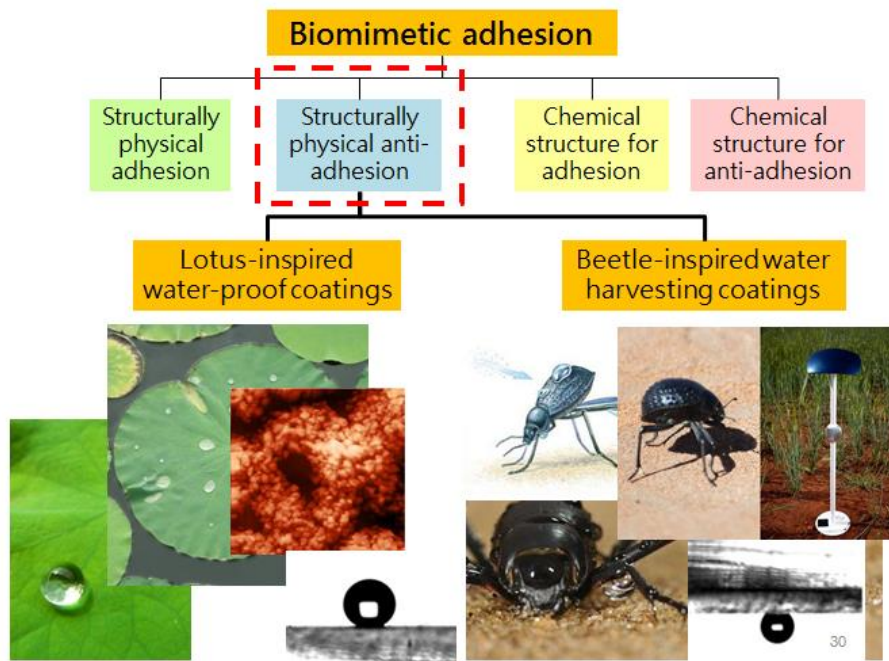 Biomimetic adhesion
Structurally
physical
adhesion
Structurally
physical anti-
adhesion
Chemical
structure for
adhesion
Chemical
structure for
anti-adhesion
Lotus-inspired
water-proof coatings
Beetle-inspired water
harvesting coatings
30